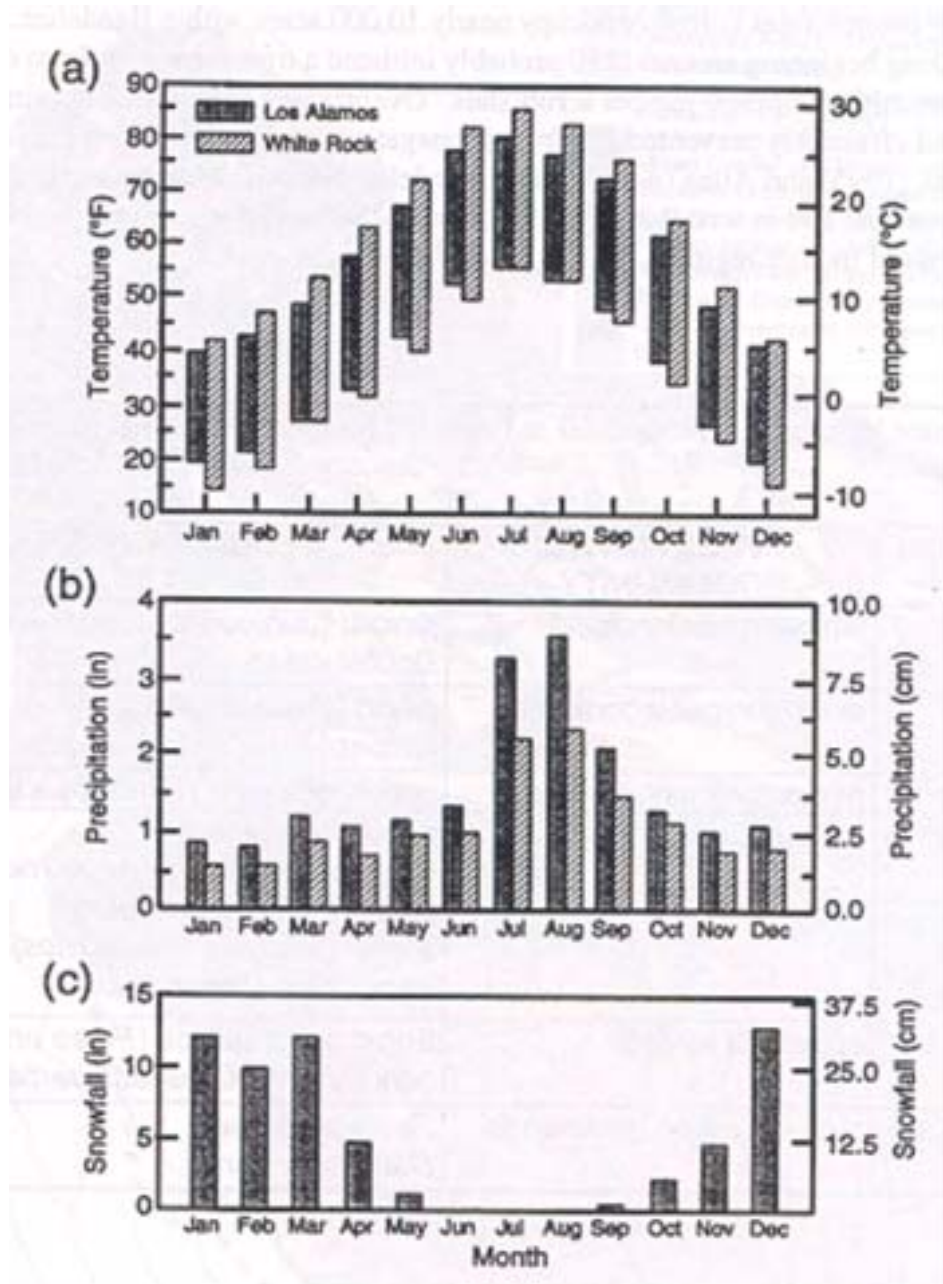 (a)
90
80
70
60
50
40
30
20
10
Temperature (°F)
Los Alamos
White Rock
30
20
10
0
-10
Temperature (°C)
Jan Feb Mar Apr May Jun Jul Aug Sep Oct Nov Dec
(b)
4
3
2
1
0
Precipitation (in)
10.0
7.5
5.0
2.5
0.0
Precipitation (cm)
Jan Feb Mar Apr May Jun Jul Aug Sep Oct Nov Dec
(c)
15
10
5
0
Snowfall (in)
37.5
25.0
12.5
Snowfall (cm)
Jan Feb Mar Apr May Jun Jul Aug Sep Oct Nov Dec
Month